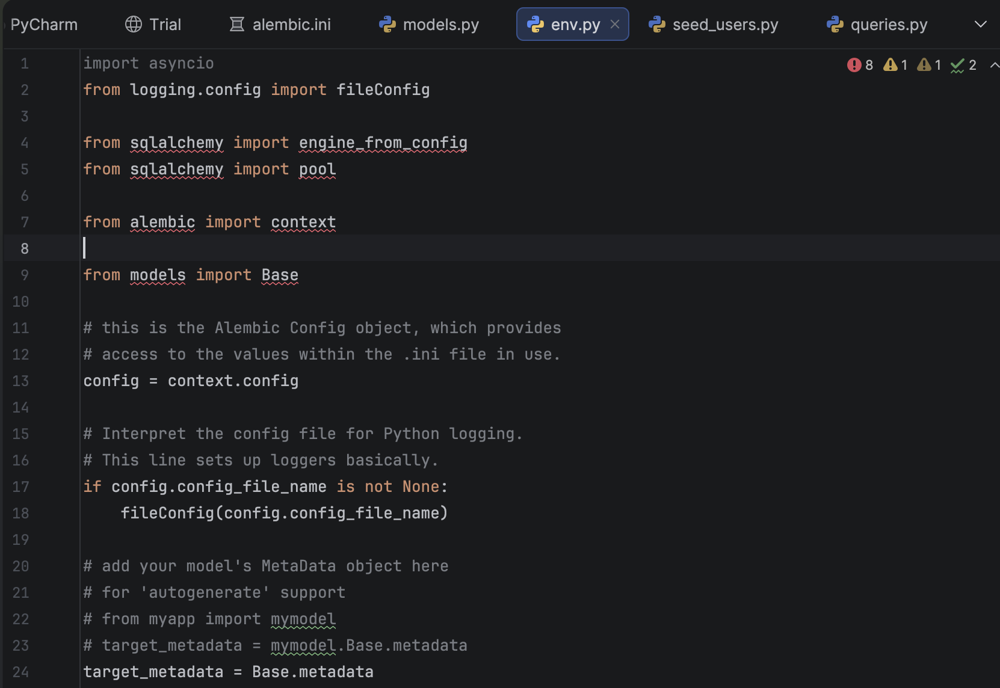 PyCharm Trial alembic.ini models.py env.py seed_users.py queries.py
8 1 1 2
1 import asyncio
2 from logging.config import fileConfig
3
4 from sqlalchemy import engine_from_config
5 from sqlalchemy import pool
6
7 from alembic import context
8
9 from models import Base
10
11 # this is the Alembic Config object, which provides
12 # access to the values within the .ini file in use.
13 config = context.config
14
15 # Interpret the config file for Python logging.
16 # This line sets up loggers basically.
17 if config.config_file_name is not None:
18     fileConfig(config.config_file_name)
19
20 # add your model's MetaData object here
21 # for 'autogenerate' support
22 # from myapp import mymodel
23 # target_metadata = mymodel.Base.metadata
24 target_metadata = Base.metadata